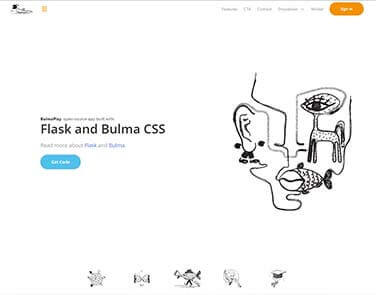 Features CTA Contact Dropdown Modal Sign In
BulmaPlay, open-source app built with
Flask and Bulma CSS
Read more about Flask and Bulma.
Get Code